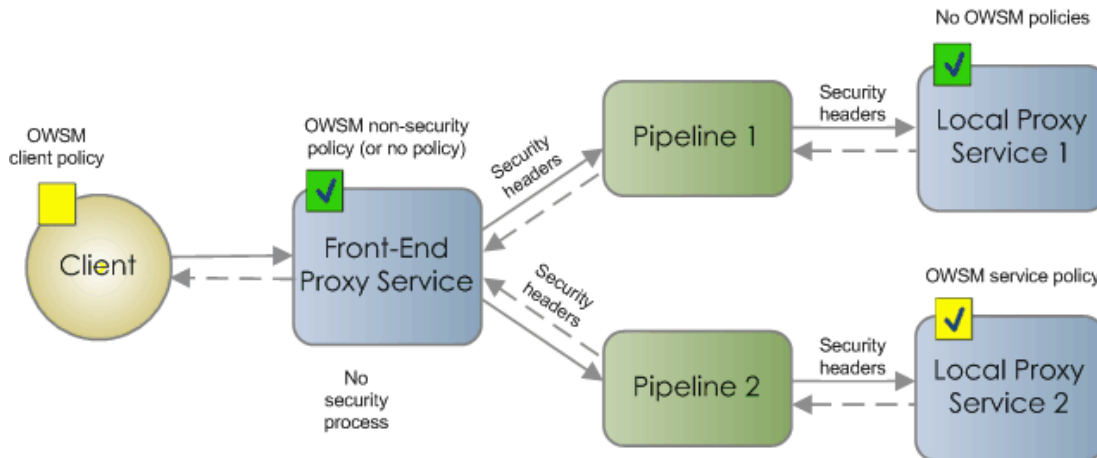 OWSM
client policy
Client
OWSM non-security
policy (or no policy)
Front-End
Proxy Service
No
security
process
Security
headers
Pipeline 1
Security
headers
No OWSM policies
Local Proxy
Service 1
Security
headers
Pipeline 2
Security
headers
OWSM service policy
Local Proxy
Service 2